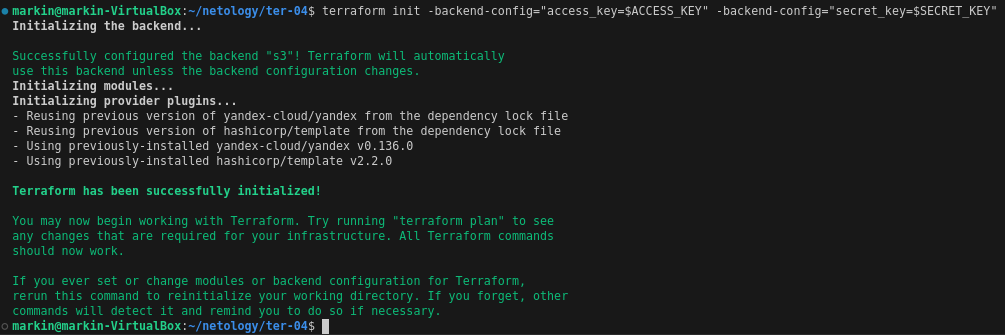 markin@markin-VirtualBox:~/netology/ter-04$ terraform init -backend-config="access_key=$ACCESS_KEY" -backend-config="secret_key=$SECRET_KEY"
Initializing the backend...
Successfully configured the backend "s3"! Terraform will automatically
use this backend unless the backend configuration changes.
Initializing modules...
Initializing provider plugins...
- Reusing previous version of yandex-cloud/yandex from the dependency lock file
- Reusing previous version of hashicorp/template from the dependency lock file
- Using previously-installed yandex-cloud/yandex v0.136.0
- Using previously-installed hashicorp/template v2.2.0
Terraform has been successfully initialized!
You may now begin working with Terraform. Try running "terraform plan" to see
any changes that are required for your infrastructure. All Terraform commands
should now work.
If you ever set or change modules or backend configuration for Terraform,
rerun this command to reinitialize your working directory. If you forget, other
commands will detect it and remind you to do so if necessary.
markin@markin-VirtualBox:~/netology/ter-04$